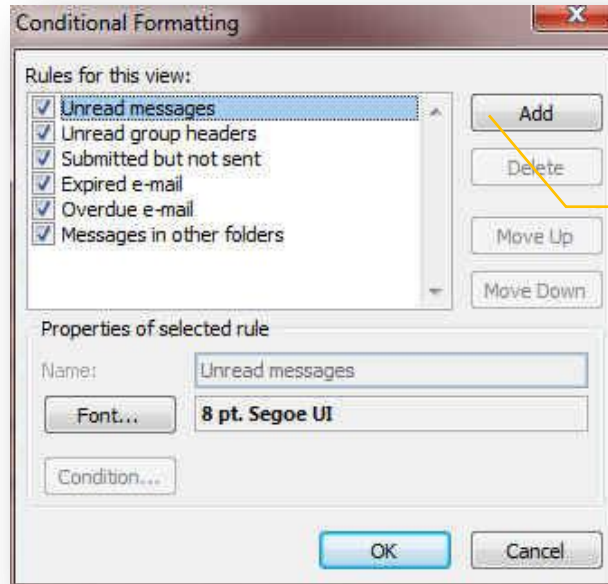 Conditional Formatting
Rules for this view:
Unread messages
Unread group headers
Submitted but not sent
Expired e-mail
Overdue e-mail
Messages in other folders
Add
Delete
Move Up
Move Down
Properties of selected rule
Name:
Unread messages
Font...
8 pt. Segoe UI
Condition...
OK
Cancel